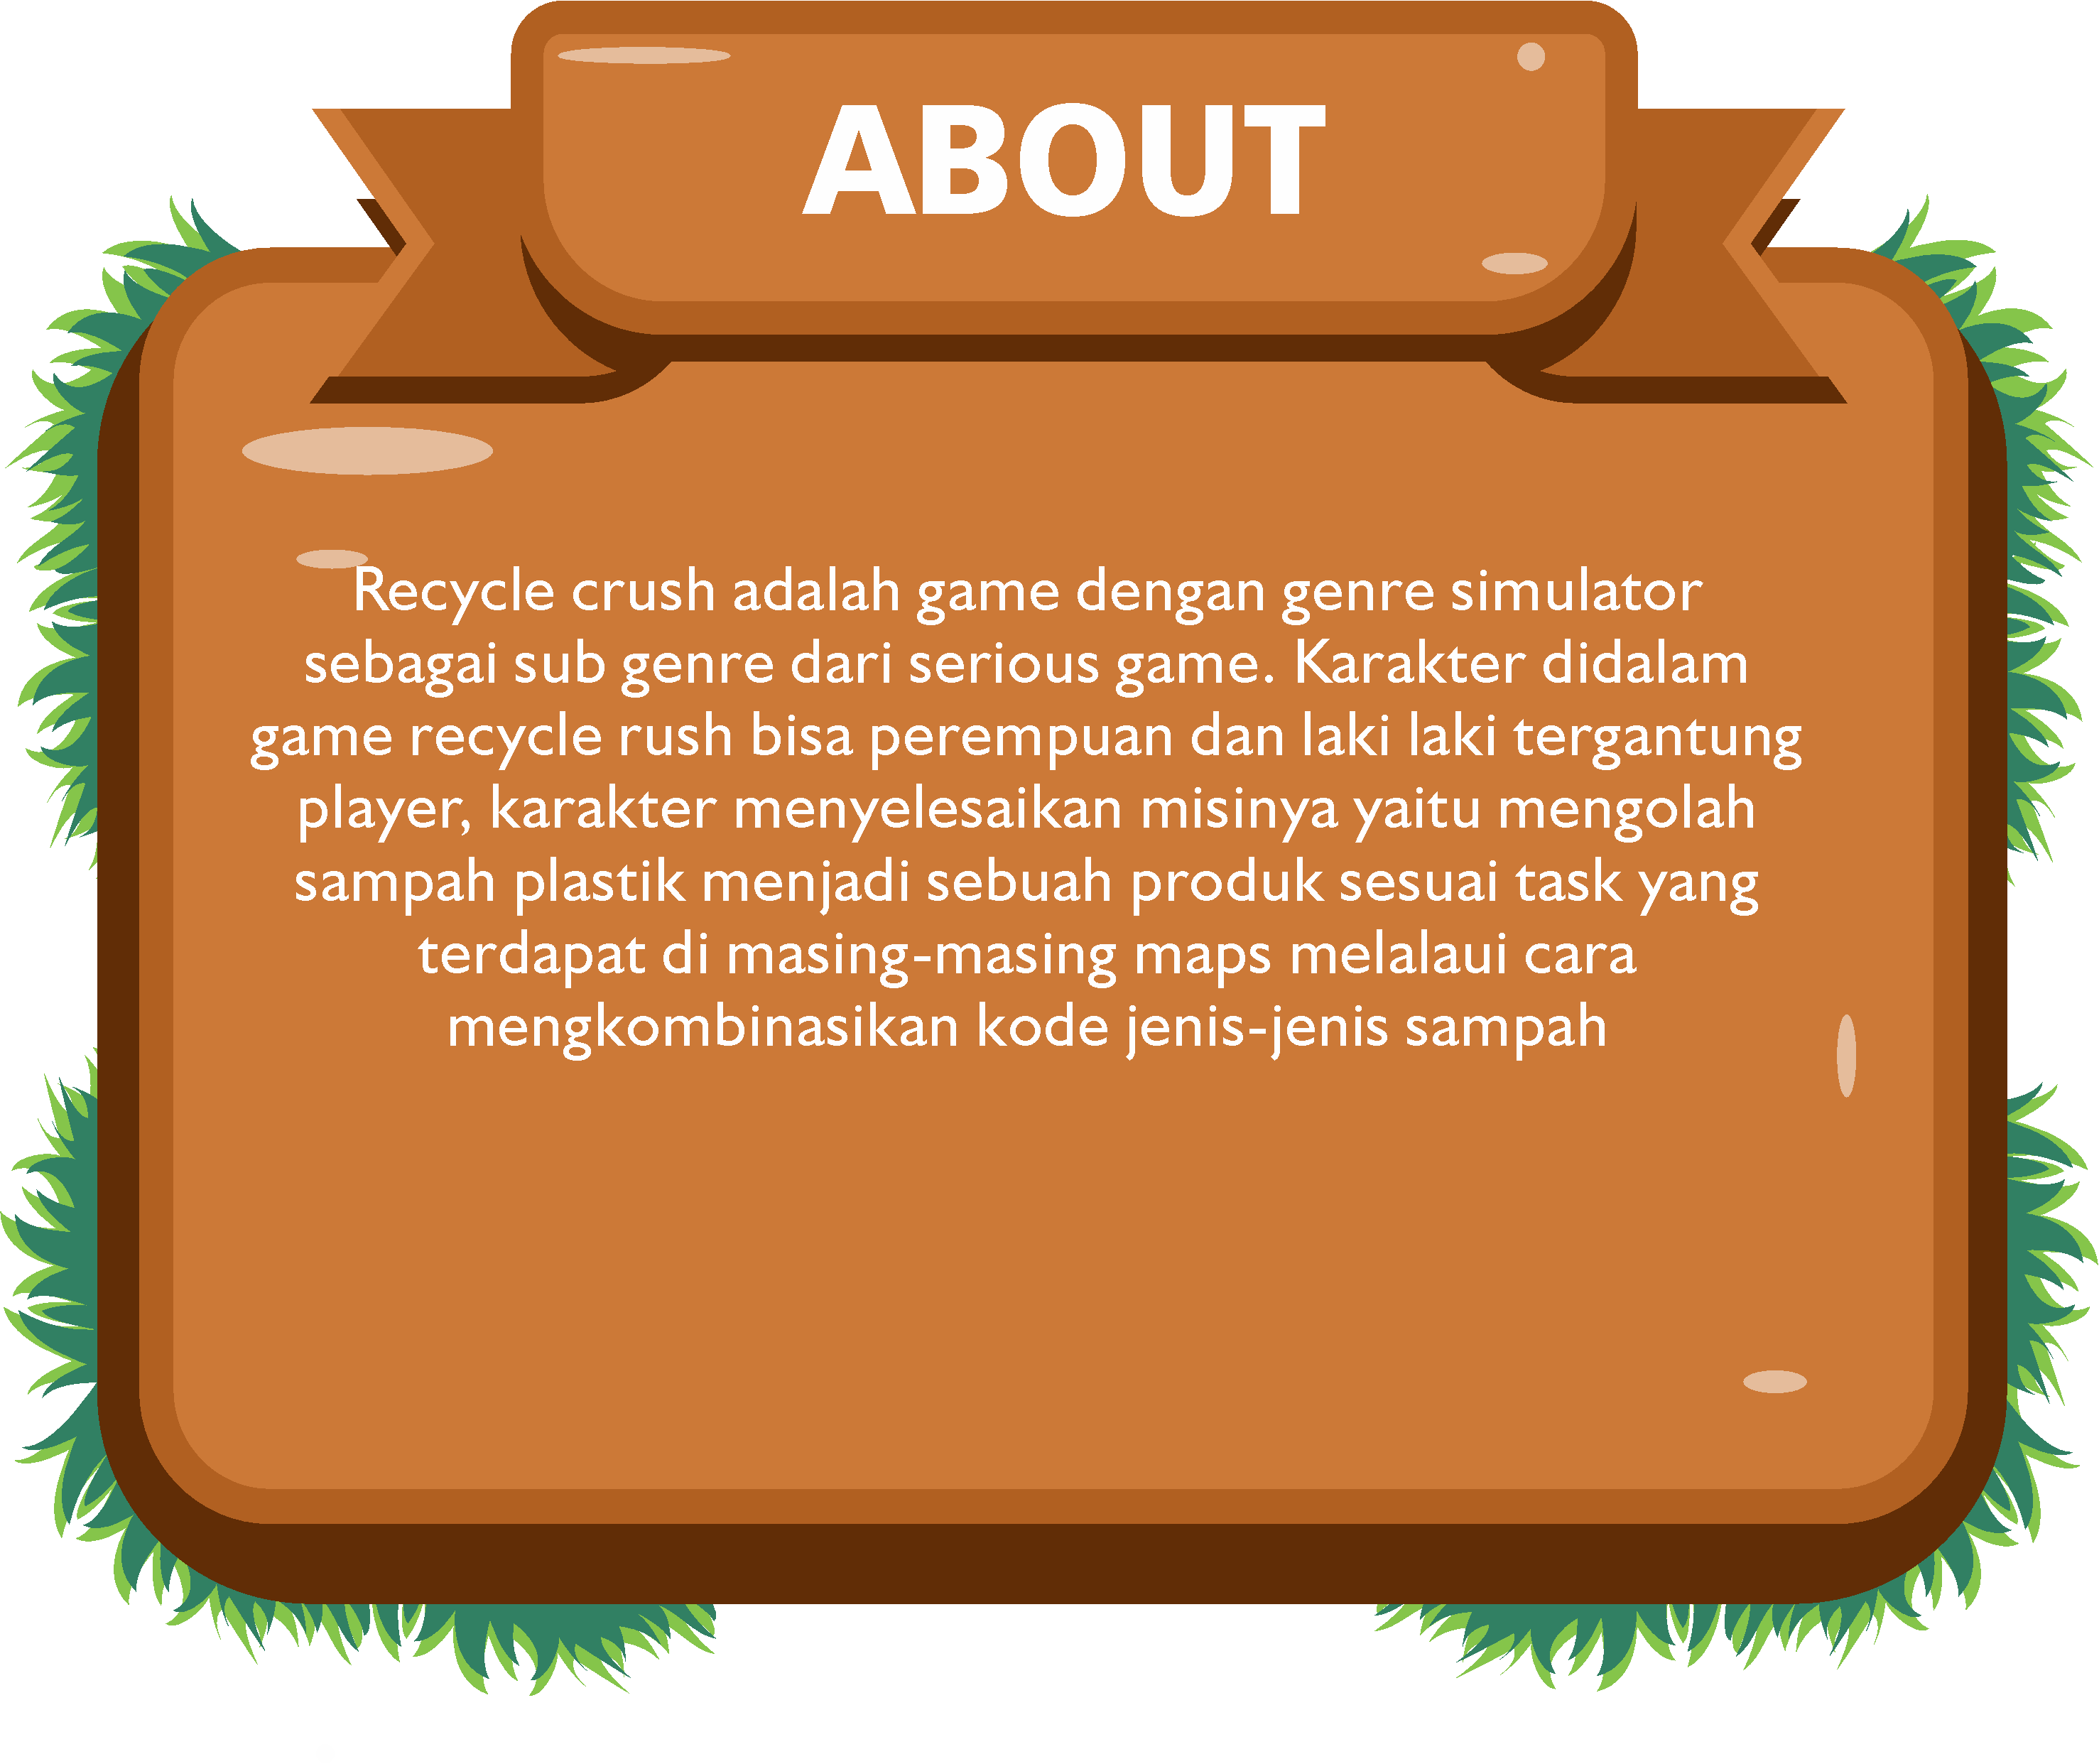 ABOUT
Recycle crush adalah game dengan genre simulator
sebagai sub genre dari serious game. Karakter didalam
game recycle rush bisa perempuan dan laki laki tergantung
player, karakter menyelesaikan misinya yaitu mengolah
sampah plastik menjadi sebuah produk sesuai task yang
terdapat di masing-masing maps melalaui cara
mengkombinasikan kode jenis-jenis sampah